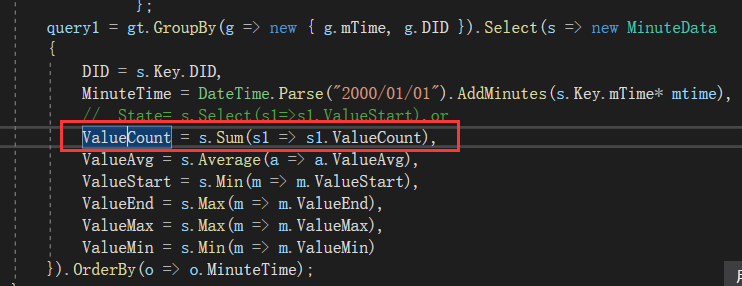 };
query1 = gt.GroupBy(g => new { g.mTime, g.DID }).Select(s => new MinuteData
{
DID = s.Key.DID,
MinuteTime = DateTime.Parse("2000/01/01").AddMinutes(s.Key.mTime* mtime),
//  State= s.Select(s1=>s1.ValueStart).or
ValueCount = s.Sum(s1 => s1.ValueCount),
ValueAvg = s.Average(a => a.ValueAvg),
ValueStart = s.Min(m => m.ValueStart),
ValueEnd = s.Max(m => m.ValueEnd),
ValueMax = s.Max(m => m.ValueMax),
ValueMin = s.Min(m => m.ValueMin)
}).OrderBy(o => o.MinuteTime);